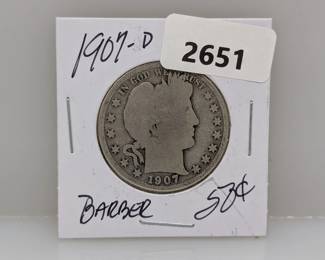 1907-D
2651
IN GOD WE TRUST
1907
BARBER 50¢